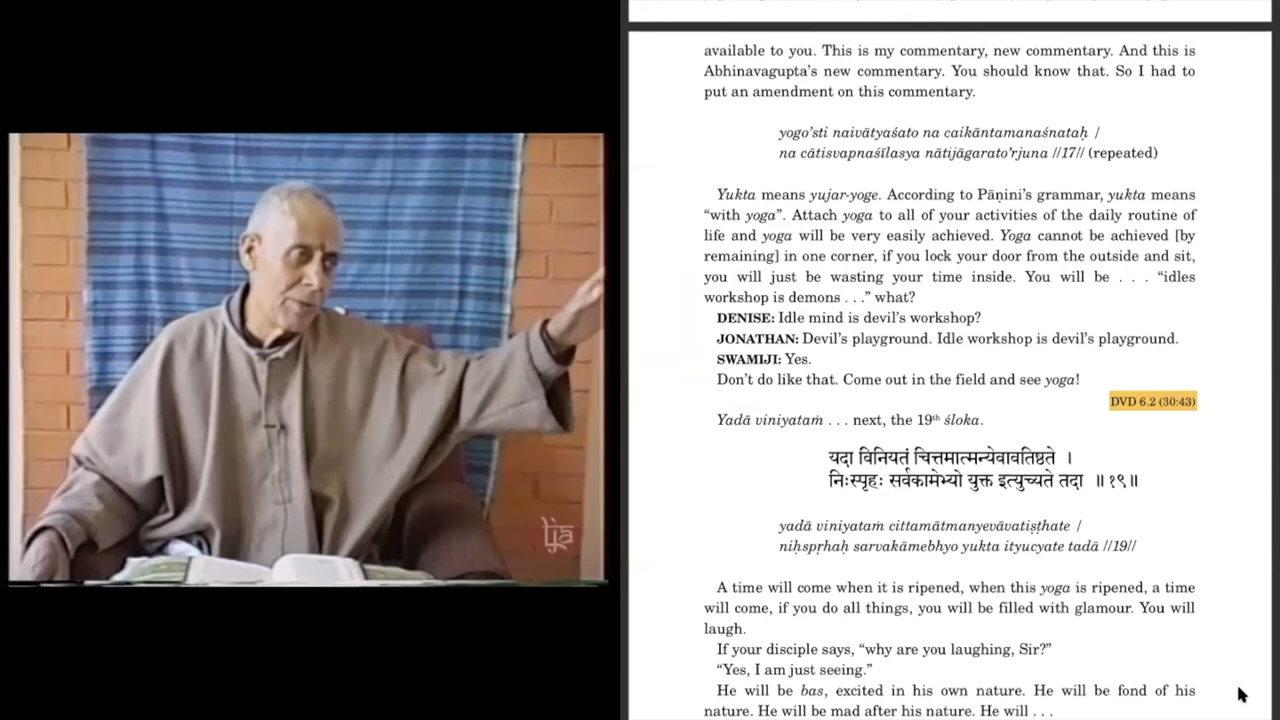 available to you. This is my commentary, new commentary. And this is
Abhinavagupta’s new commentary. You should know that. So I had to
put an amendment on this commentary.
yogo’sti naivātyaśato na caikāntamanaśnataḥ /
na cātisvapnaśīlasya nātijāgarato’rjuna //17// (repeated)
Yukta means yujar-yoge. According to Pāṇini’s grammar, yukta means
“with yoga”. Attach yoga to all of your activities of the daily routine of
life and yoga will be very easily achieved. Yoga cannot be achieved [by
remaining] in one corner, if you lock your door from the outside and sit,
you will just be wasting your time inside. You will be . . . “idles
workshop is demons . . .” what?
DENISE: Idle mind is devil’s workshop?
JONATHAN: Devil’s playground. Idle workshop is devil’s playground.
SWAMIJI: Yes.
Don’t do like that. Come out in the field and see yoga!
DVD 6.2 (30:43)
Yadā viniyataṁ . . . next, the 19th śloka.
यदा विनियतं चित्तमात्मन्येवावतिष्ठते ।
निःस्पृहः सर्वकामेभ्यो युक्त इत्युच्यते तदा ॥१९॥
yadā viniyataṁ cittamātmanyevāvatiṣṭhate /
niḥspṛhaḥ sarvakāmebhyo yukta ityucyate tadā //19//
A time will come when it is ripened, when this yoga is ripened, a time
will come, if you do all things, you will be filled with glamour. You will
laugh.
If your disciple says, “why are you laughing, Sir?”
“Yes, I am just seeing.”
He will be bas, excited in his own nature. He will be fond of his
nature. He will be mad after his nature. He will . . .
lja